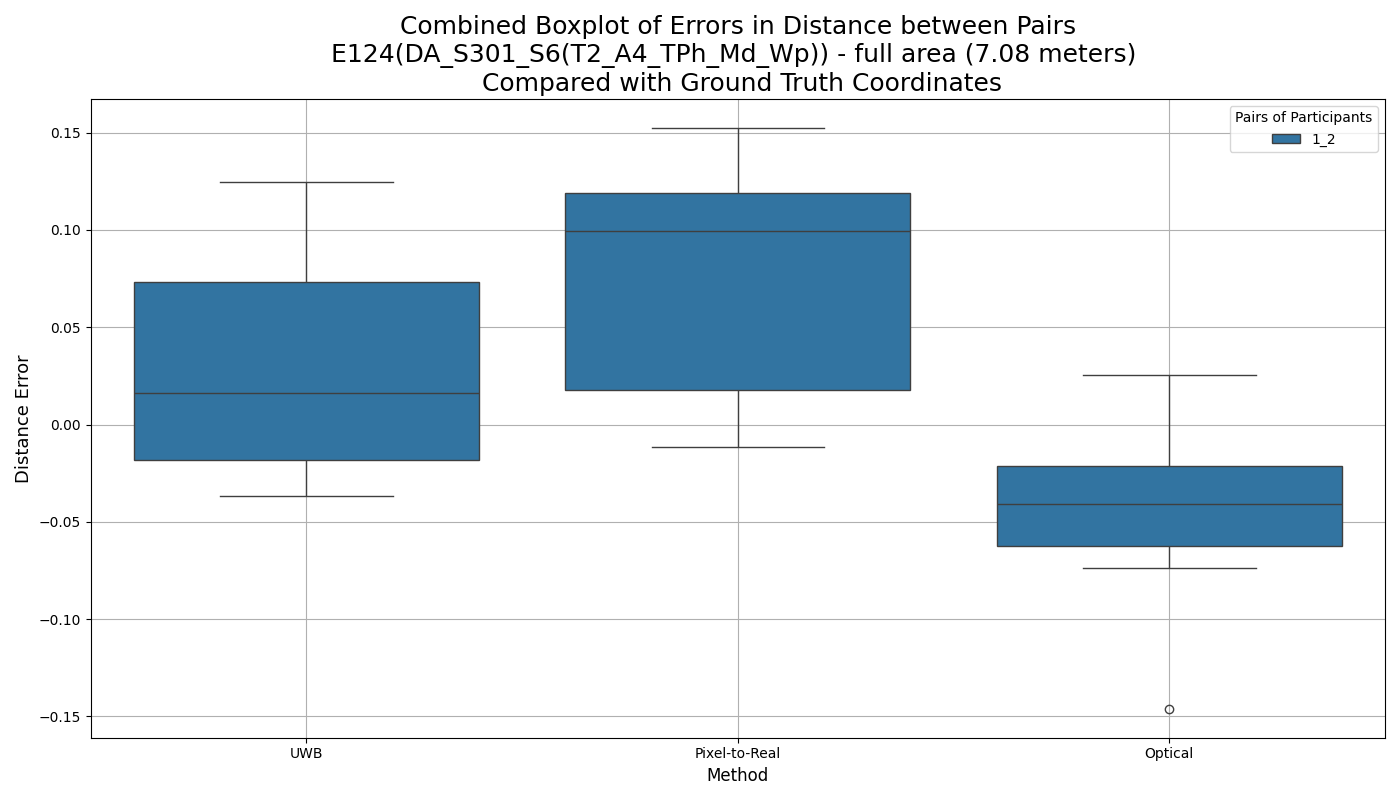 Combined Boxplot of Errors in Distance between Pairs
E124(DA_S301_S6(T2_A4_TPh_Md_Wp)) - full area (7.08 meters)
Compared with Ground Truth Coordinates
Pairs of Participants
1_2
0.15
0.10
0.05
0.00
−0.05
−0.10
−0.15
Distance Error
UWB
Pixel-to-Real
Optical
Method